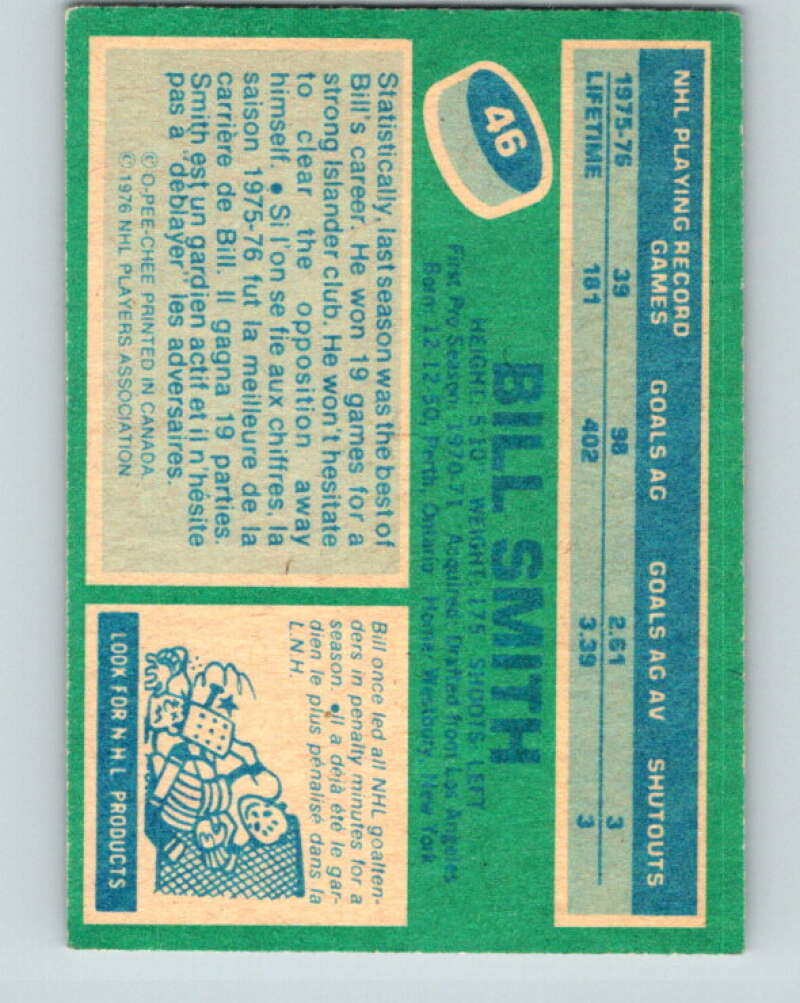 NHL PLAYING RECORD
GAMES GOALS AG GOALS AG AV SHUTOUTS
1975-76 39 98 2.61 3
LIFETIME 181 402 3.39 3
46
BILL SMITH
HEIGHT: 5'10" WEIGHT: 175 SHOOTS: LEFT
First Pro Season: 1970-71 Acquired: Drafted from Los Angeles
Born: 12-12-50, Perth, Ontario Home: Westbury, New York
Statistically, last season was the best of
Bill's career. He won 19 games for a
strong Islander club. He won't hesitate
to clear the opposition away
himself. • Si l'on se fie aux chiffres, la
saison 1975-76 fut la meilleure de la
carrière de Bill. Il gagna 19 parties.
Smith est un gardien actif et il n'hésite
pas a "déblayer" les adversaires.
© O-PEE-CHEE PRINTED IN CANADA
© 1976 NHL PLAYERS ASSOCIATION
Bill once led all NHL goalten-
ders in penalty minutes for a
season. • Il a déjà été le gar-
dien le plus pénalisé dans la
L.N.H.
LOOK FOR N H L PRODUCTS